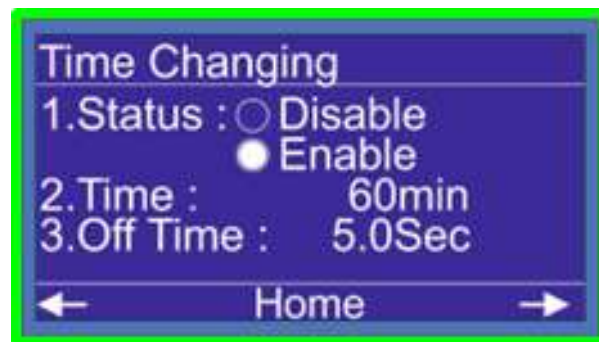 Time Changing
1.Status : Disable
Enable
2.Time : 60min
3.Off Time : 5.0Sec
Home